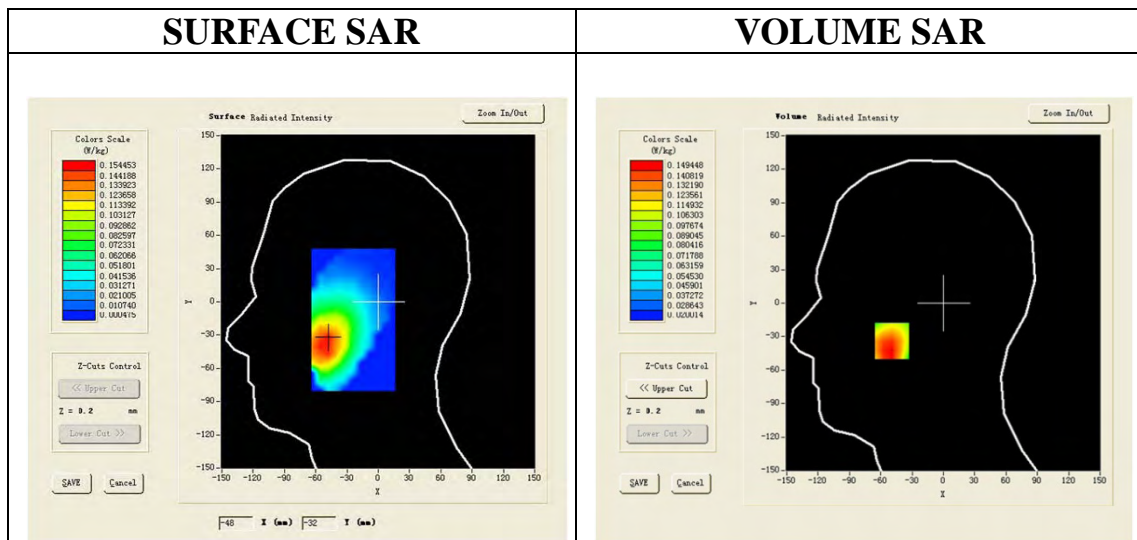 SURFACE SAR
VOLUME SAR
Surface Radiated Intensity
Zoom In/Out
Colors Scale
(W/kg)
0.154453
0.144188
0.133923
0.123658
0.113392
0.103127
0.092862
0.082597
0.072331
0.062066
0.051801
0.041536
0.031271
0.021005
0.010740
0.000475
150
120
90
60
30
0
-30
-60
-90
-120
-150
Y
-150 -120 -90 -60 -30 0 30 60 90 120 150
X
Z-Cuts Control
<< Upper Cut
Z = 0.2 mm
Lower Cut >>
SAVE Cancel
-48 X (mm) -32 Y (mm)
Volume Radiated Intensity
Zoom In/Out
Colors Scale
(W/kg)
0.149448
0.140819
0.132190
0.123561
0.114932
0.106303
0.097674
0.089045
0.080416
0.071788
0.063159
0.054530
0.045901
0.037272
0.028643
0.020014
150
120
90
60
30
0
-30
-60
-90
-120
-150
Y
-150 -120 -90 -60 -30 0 30 60 90 120 150
X
Z-Cuts Control
<< Upper Cut
Z = 0.2 mm
Lower Cut >>
SAVE Cancel